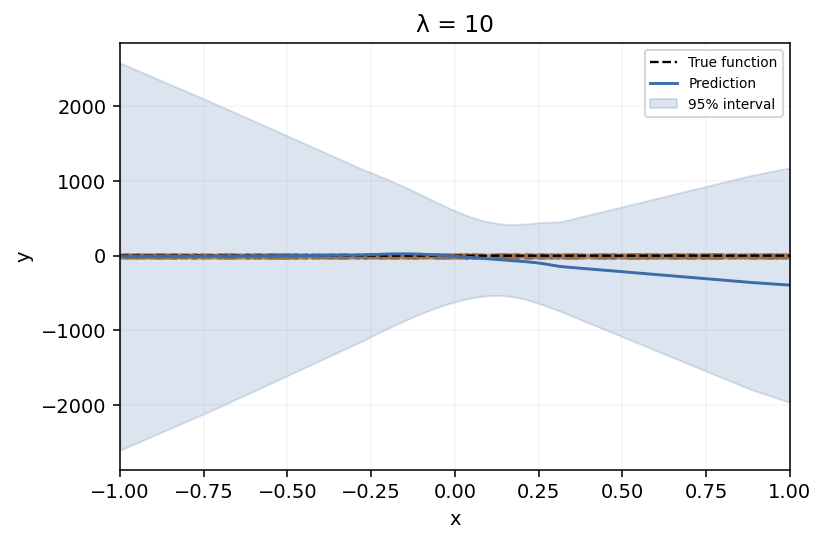 λ = 10
True function
Prediction
95% interval
2000
1000
0
−1000
−2000
y
−1.00 −0.75 −0.50 −0.25 0.00 0.25 0.50 0.75 1.00
x